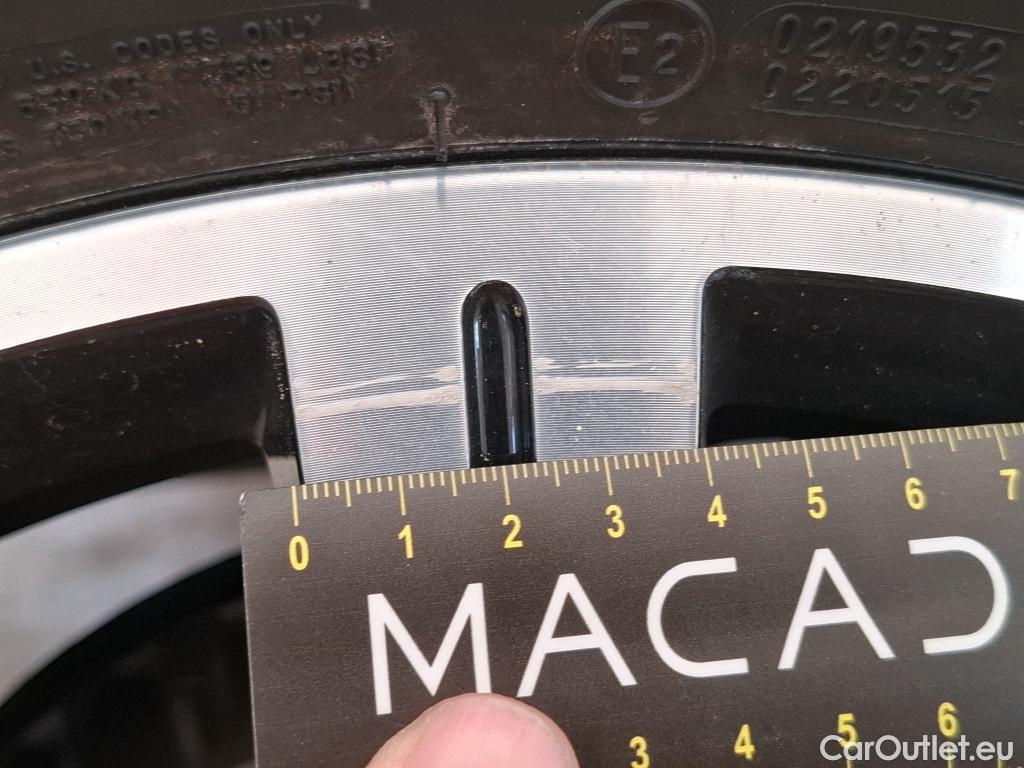 U.S. CODES ONLY
E2
0219532
0220515
0 1 2 3 4 5 6 7
MACAD
3 4 5 6
CarOutlet.eu